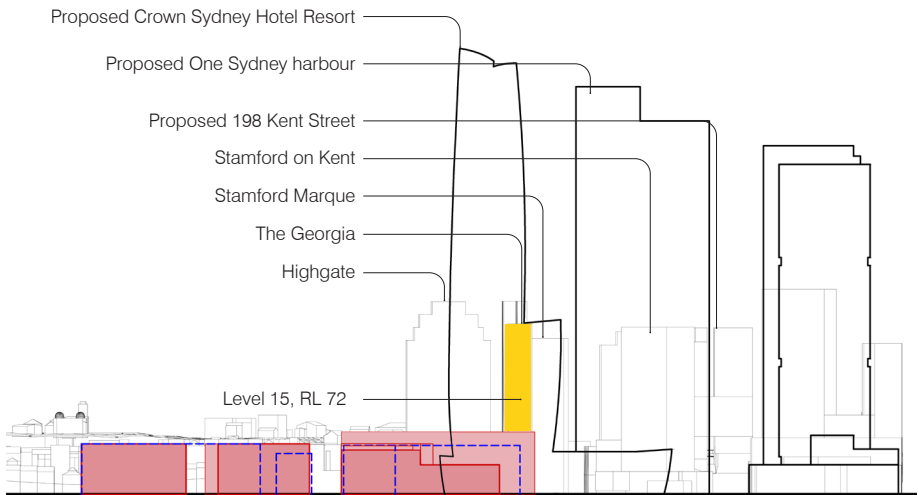 Proposed Crown Sydney Hotel Resort
Proposed One Sydney harbour
Proposed 198 Kent Street
Stamford on Kent
Stamford Marque
The Georgia
Highgate
Level 15, RL 72